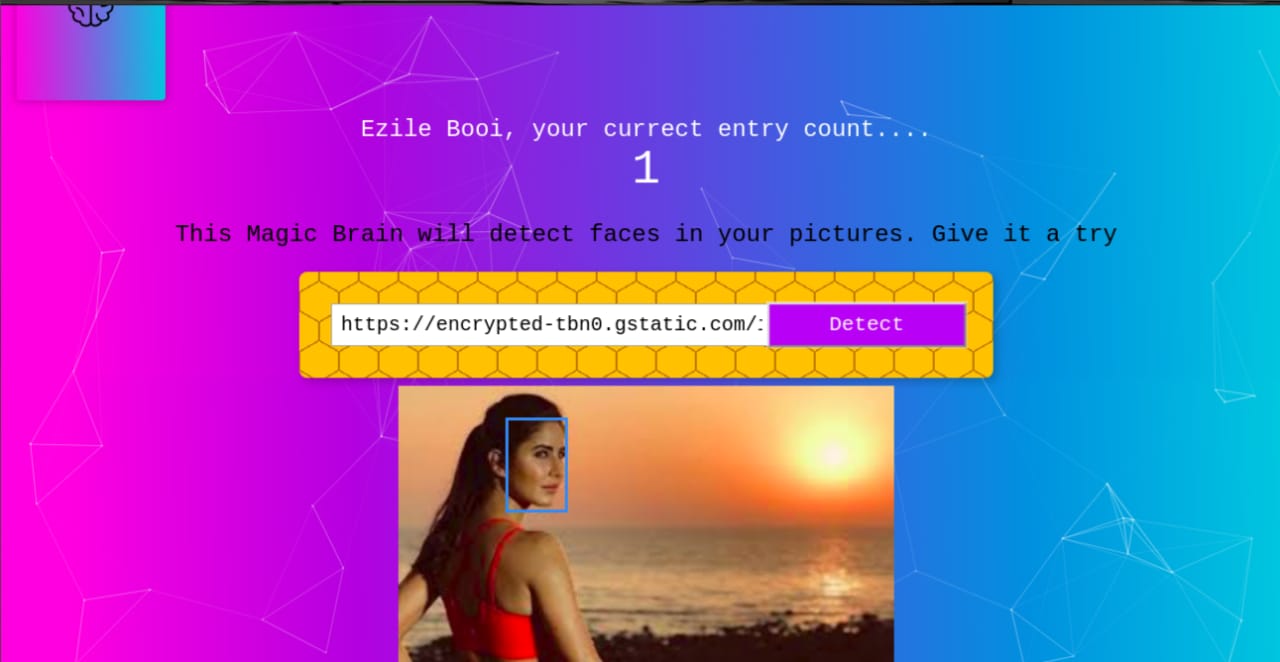 Ezile Booi, your currect entry count....
1
This Magic Brain will detect faces in your pictures. Give it a try
https://encrypted-tbn0.gstatic.com/
Detect